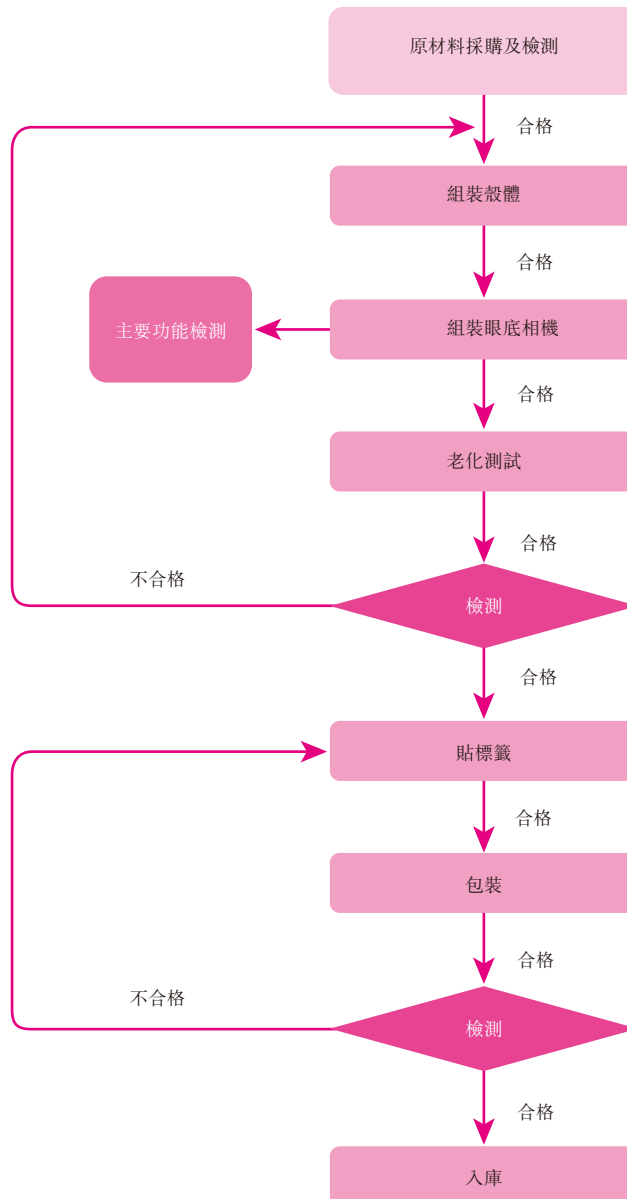 原材料採購及檢測
合格
組裝殼體
合格
主要功能檢測
組裝眼底相機
合格
老化測試
合格
不合格
檢測
合格
貼標籤
合格
包裝
合格
不合格
檢測
合格
入庫